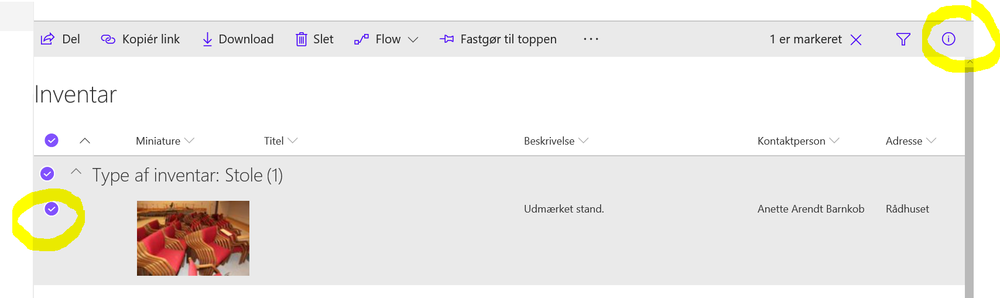 Del Kopiér link Download Slet Flow Fastgør til toppen ··· 1 er markeret
Inventar
Miniature Titel Beskrivelse Kontaktperson Adresse
Type af inventar: Stole (1)
Udmærket stand. Anette Arendt Barnkob Rådhuset